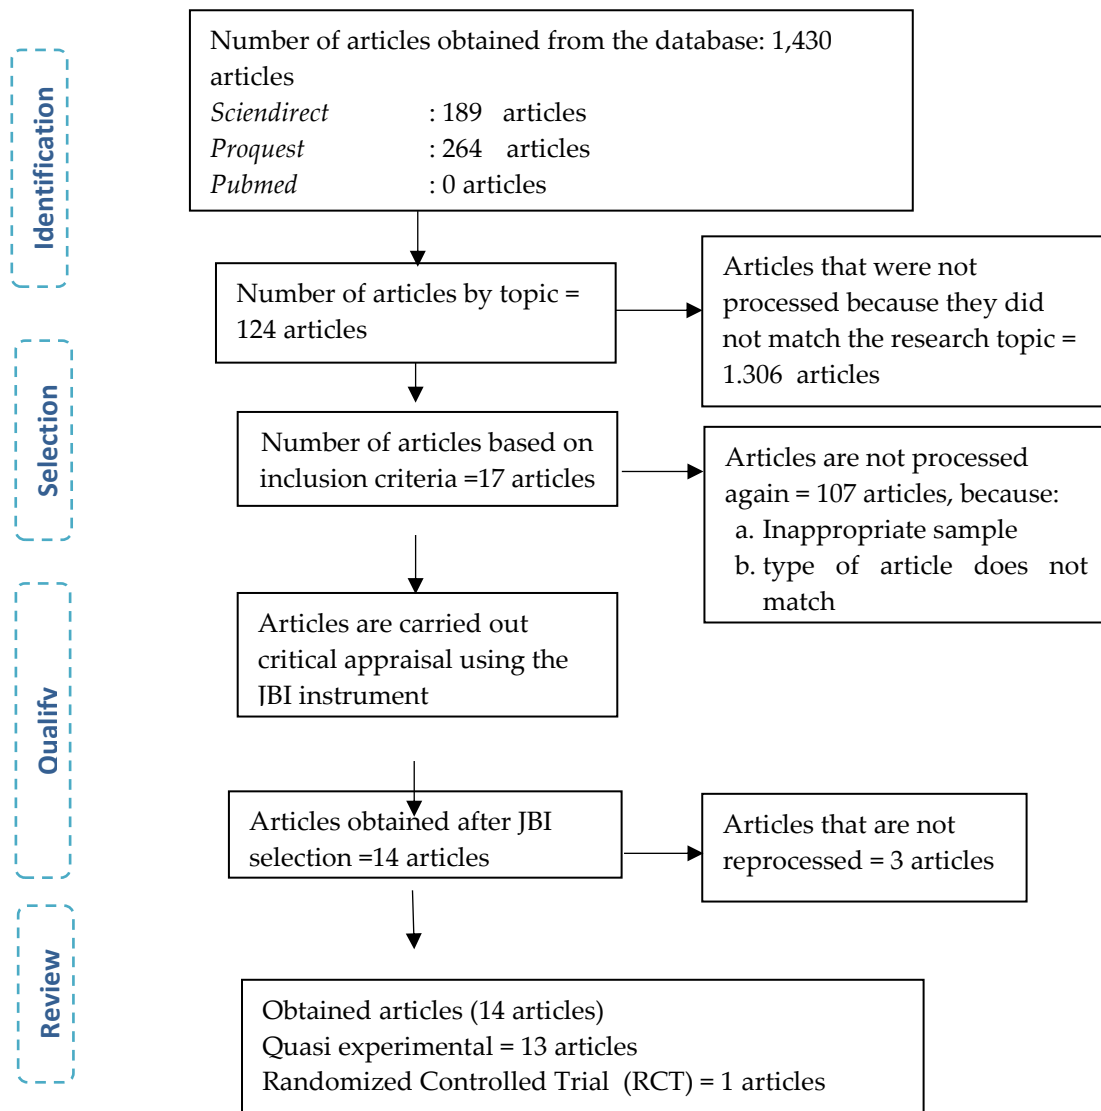 Identification
Number of articles obtained from the database: 1,430
articles
Sciendirect : 189 articles
Proquest : 264 articles
Pubmed : 0 articles
Number of articles by topic =
124 articles
Articles that were not
processed because they did
not match the research topic =
1.306 articles
Selection
Number of articles based on
inclusion criteria =17 articles
Articles are not processed
again = 107 articles, because:
a. Inappropriate sample
b. type of article does not
match
Qualify
Articles are carried out
critical appraisal using the
JBI instrument
Articles obtained after JBI
selection =14 articles
Articles that are not
reprocessed = 3 articles
Review
Obtained articles (14 articles)
Quasi experimental = 13 articles
Randomized Controlled Trial (RCT) = 1 articles